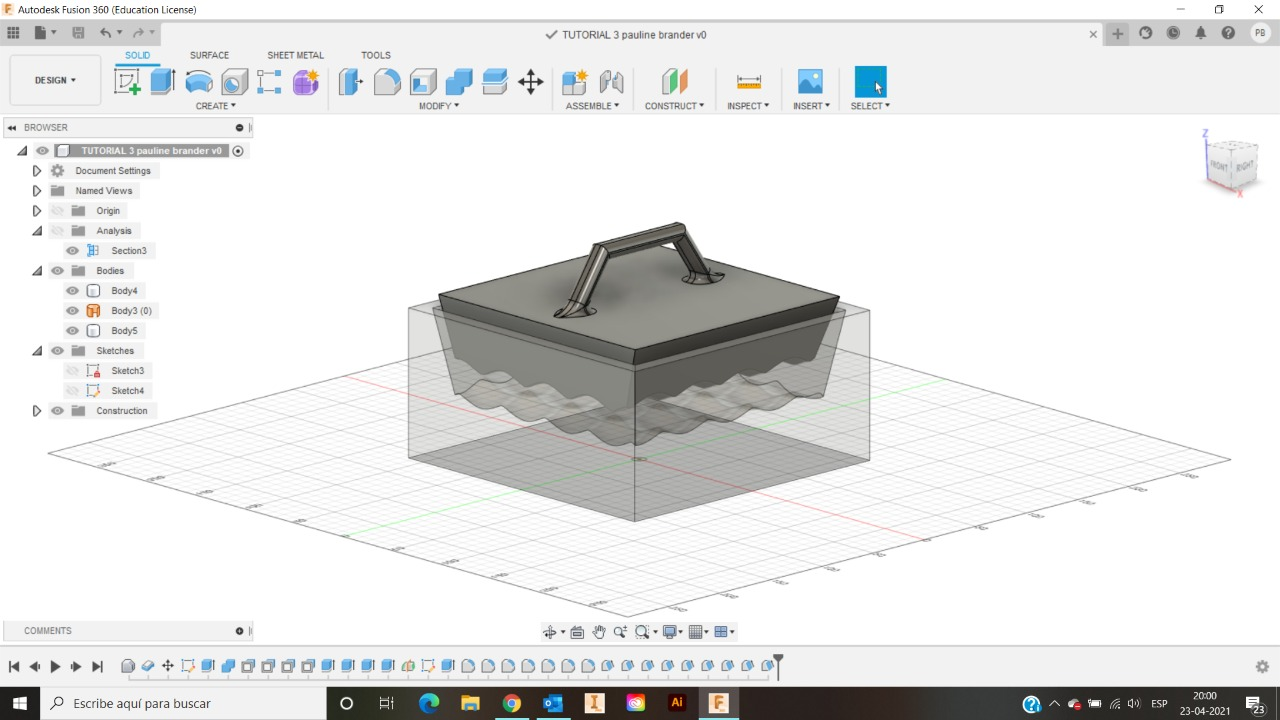 Autodesk Fusion 360 (Education License)
TUTORIAL 3 pauline brander v0
PB
DESIGN
SOLID
SURFACE
SHEET METAL
TOOLS
CREATE
MODIFY
ASSEMBLE
CONSTRUCT
INSPECT
INSERT
SELECT
BROWSER
TUTORIAL 3 pauline brander v0
Document Settings
Named Views
Origin
Analysis
Section3
Bodies
Body4
Body3 (0)
Body5
Sketches
Sketch3
Sketch4
Construction
Z
FRONT
RIGHT
X
COMMENTS
Escribe aquí para buscar
Ai
ESP
20:00
23-04-2021
23